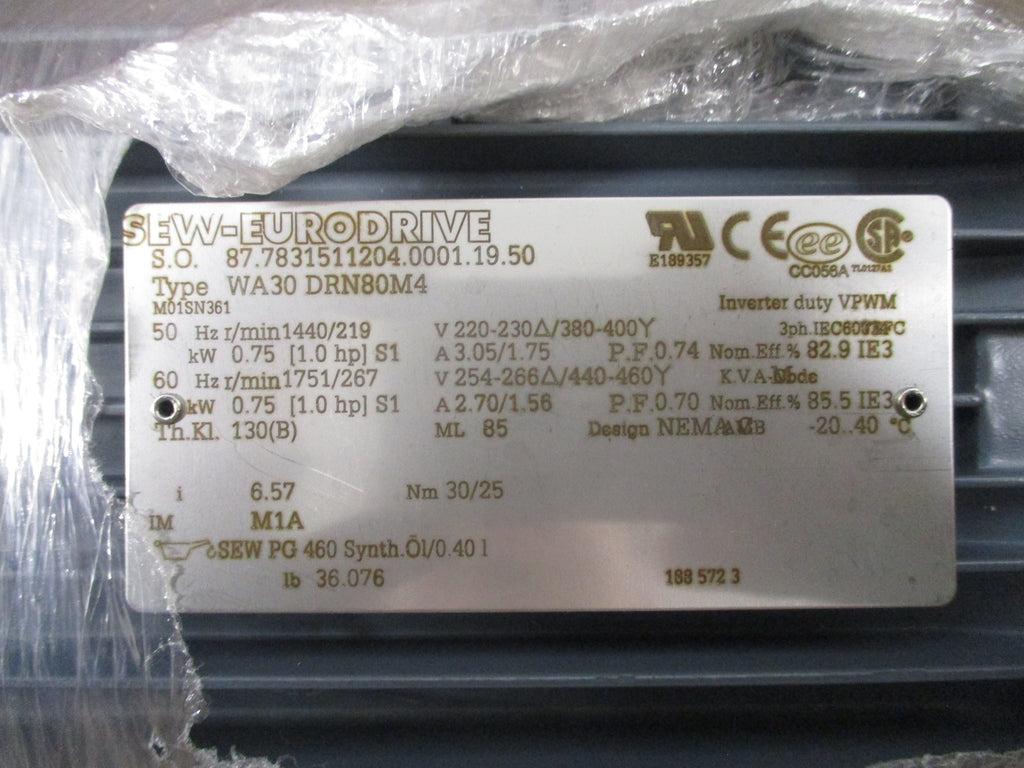 SEW-EURODRIVE
S.O. 87.7831511204.0001.19.50
E189357
CC056A
Type WA30 DRN80M4
M01SN361 Inverter duty VPWM
50 Hz r/min 1440/219 V 220-230△/380-400Y 3ph.
kW 0.75 [1.0 hp] S1 A 3.05/1.75 P.F. 0.74 Nom.Eff.% 82.9 IE3
60 Hz r/min 1751/267 V 254-266△/440-460Y K.V.A-
kW 0.75 [1.0 hp] S1 A 2.70/1.56 P.F. 0.70 Nom.Eff.% 85.5 IE3
Th.Kl. 130(B) ML 85 Design NEMA -20..40 °C
i 6.57 Nm 30/25
IM M1A
SEW PG 460 Synth.Öl/0.40 l
lb 36.076 188 572 3